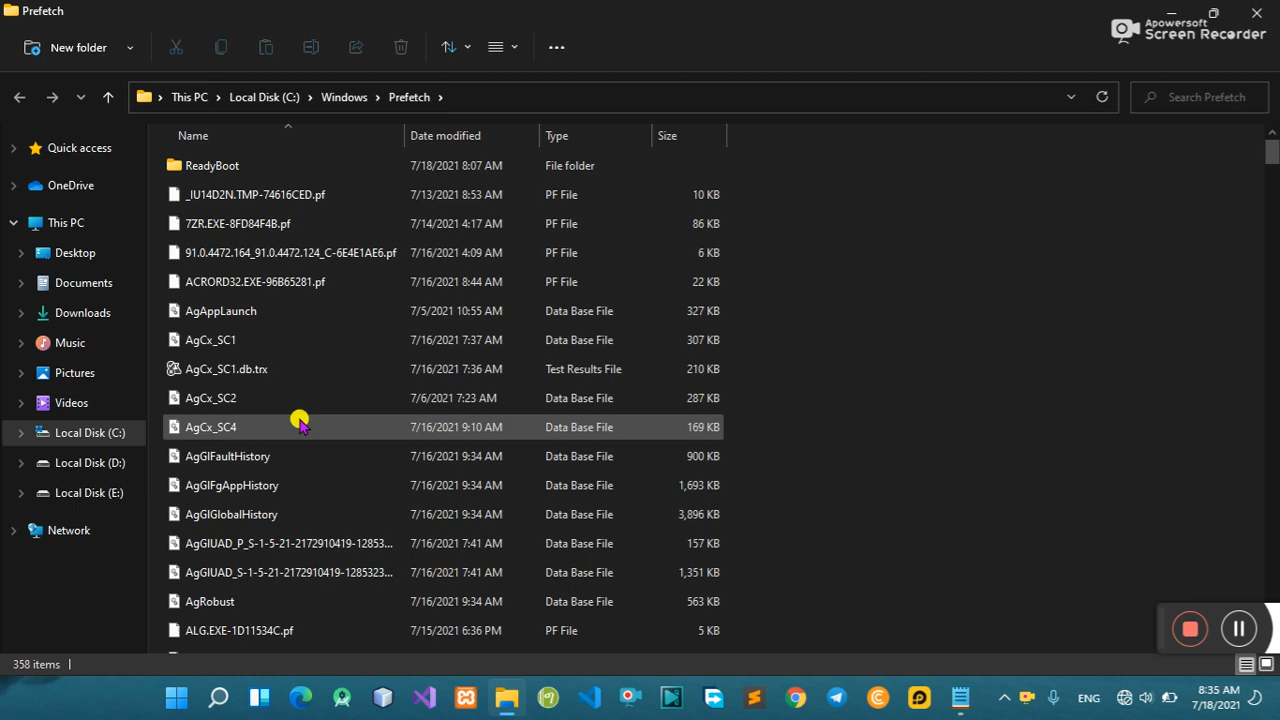 Prefetch
Apowersoft
Screen Recorder
New folder
This PC
Local Disk (C:)
Windows
Prefetch
Search Prefetch
Name
Date modified
Type
Size
Quick access
OneDrive
This PC
Desktop
Documents
Downloads
Music
Pictures
Videos
Local Disk (C:)
Local Disk (D:)
Local Disk (E:)
Network
ReadyBoot 7/18/2021 8:07 AM File folder
_IU14D2N.TMP-74616CED.pf 7/13/2021 8:53 AM PF File 10 KB
7ZR.EXE-8FD84F4B.pf 7/14/2021 4:17 AM PF File 86 KB
91.0.4472.164_91.0.4472.124_C-6E4E1AE6.pf 7/16/2021 4:09 AM PF File 6 KB
ACRORD32.EXE-96B65281.pf 7/16/2021 8:44 AM PF File 22 KB
AgAppLaunch 7/5/2021 10:55 AM Data Base File 327 KB
AgCx_SC1 7/16/2021 7:37 AM Data Base File 307 KB
AgCx_SC1.db.trx 7/16/2021 7:36 AM Test Results File 210 KB
AgCx_SC2 7/6/2021 7:23 AM Data Base File 287 KB
AgCx_SC4 7/16/2021 9:10 AM Data Base File 169 KB
AgGlFaultHistory 7/16/2021 9:34 AM Data Base File 900 KB
AgGlFgAppHistory 7/16/2021 9:34 AM Data Base File 1,693 KB
AgGlGlobalHistory 7/16/2021 9:34 AM Data Base File 3,896 KB
AgGlUAD_P_S-1-5-21-2172910419-12853... 7/16/2021 7:41 AM Data Base File 157 KB
AgGlUAD_S-1-5-21-2172910419-1285323... 7/16/2021 7:41 AM Data Base File 1,351 KB
AgRobust 7/16/2021 9:34 AM Data Base File 563 KB
ALG.EXE-1D11534C.pf 7/15/2021 6:36 PM PF File 5 KB
358 items
ENG
8:35 AM
7/18/2021